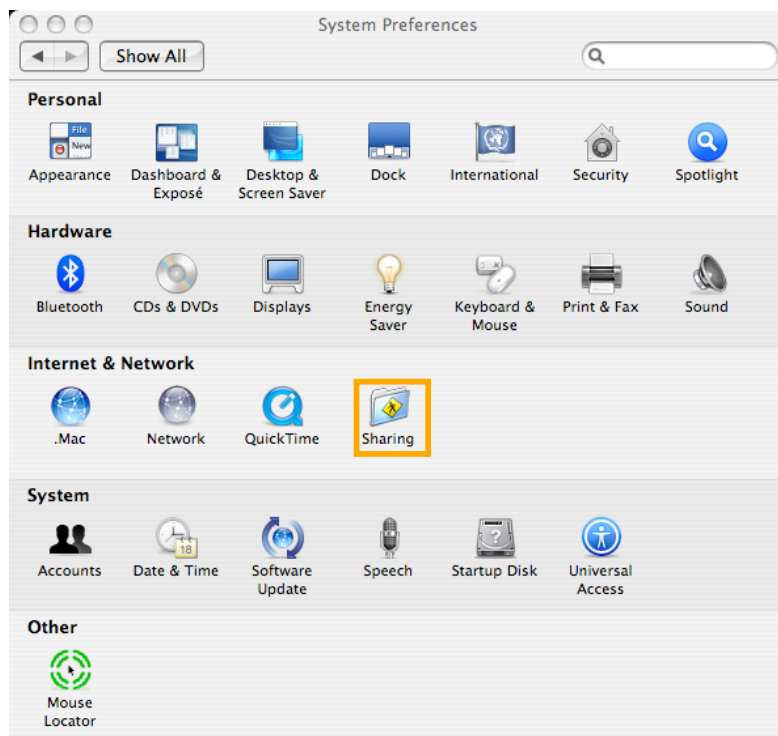 System Preferences
Show All
Personal
File
New
Appearance Dashboard & Exposé Desktop & Screen Saver Dock International Security Spotlight
Hardware
Bluetooth CDs & DVDs Displays Energy Saver Keyboard & Mouse Print & Fax Sound
Internet & Network
.Mac Network QuickTime Sharing
System
18
Accounts Date & Time Software Update Speech Startup Disk Universal Access
Other
Mouse Locator